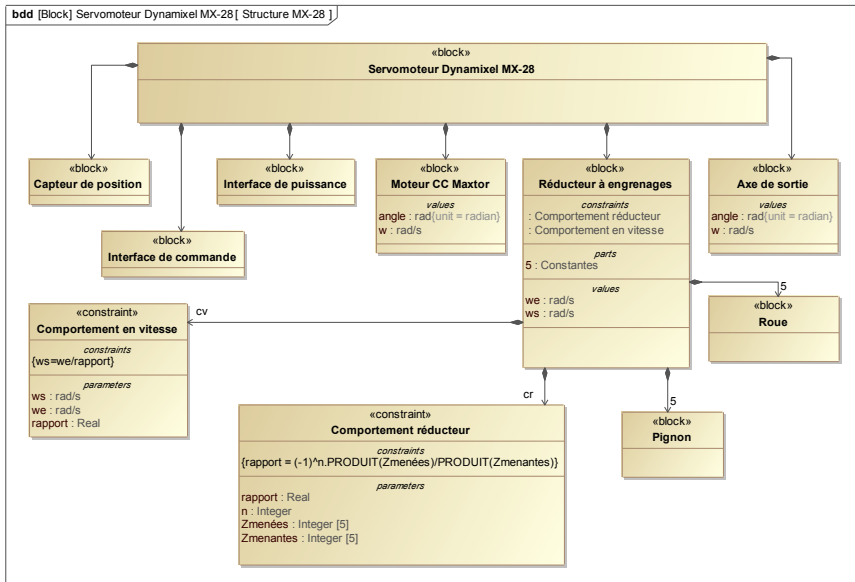 bdd [Block] Servomoteur Dynamixel MX-28[ Structure MX-28 ]
«block»
Servomoteur Dynamixel MX-28
«block»
Capteur de position
«block»
Interface de puissance
«block»
Moteur CC Maxtor
values
angle : rad{unit = radian}
w : rad/s
«block»
Réducteur à engrenages
constraints
: Comportement réducteur
: Comportement en vitesse
parts
5 : Constantes
values
we : rad/s
ws : rad/s
«block»
Axe de sortie
values
angle : rad{unit = radian}
w : rad/s
«block»
Interface de commande
5
«block»
Roue
cv
«constraint»
Comportement en vitesse
constraints
{ws=we/rapport}
parameters
ws : rad/s
we : rad/s
rapport : Real
cr
«constraint»
Comportement réducteur
constraints
{rapport = (-1)^n.PRODUIT(Zmenées)/PRODUIT(Zmenantes)}
parameters
rapport : Real
n : Integer
Zmenées : Integer [5]
Zmenantes : Integer [5]
5
«block»
Pignon